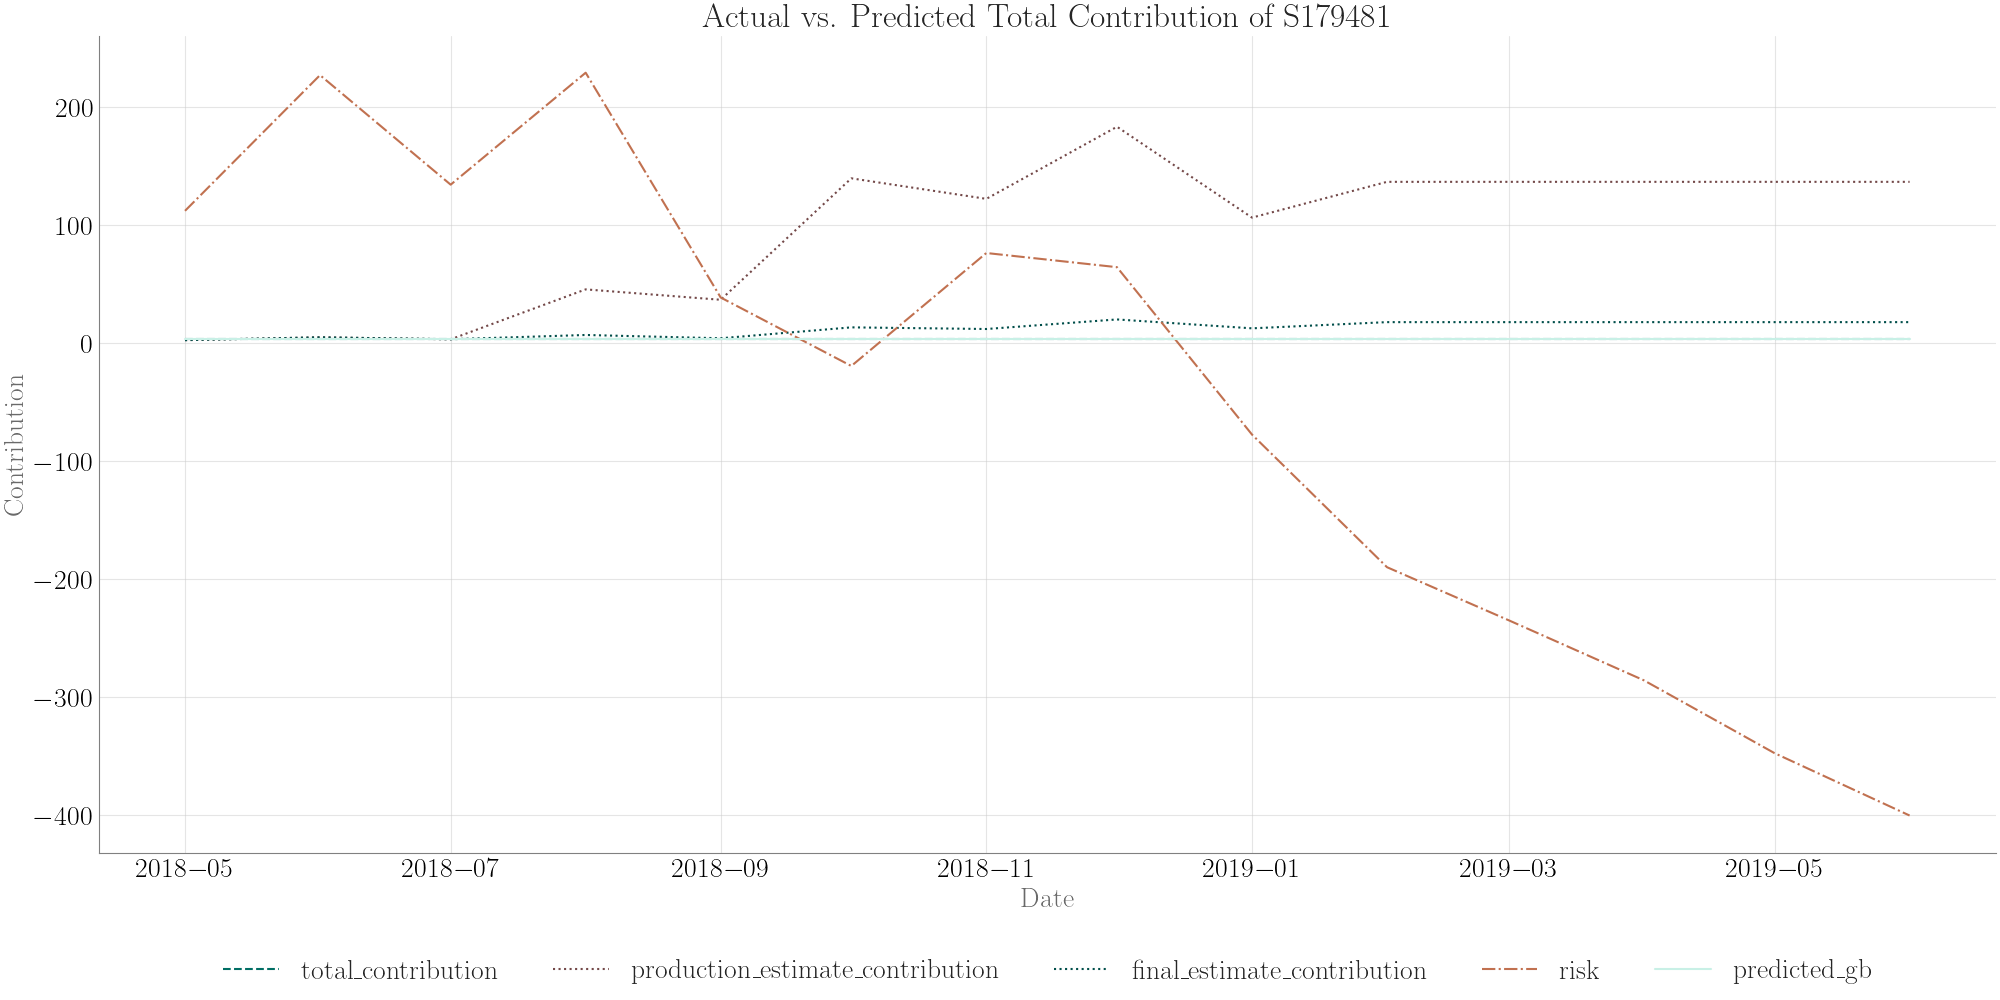 Actual vs. Predicted Total Contribution of S179481
200
100
0
−100
−200
−300
−400
Contribution
2018−05 2018−07 2018−09 2018−11 2019−01 2019−03 2019−05
Date
total_contribution production_estimate_contribution final_estimate_contribution risk predicted_gb